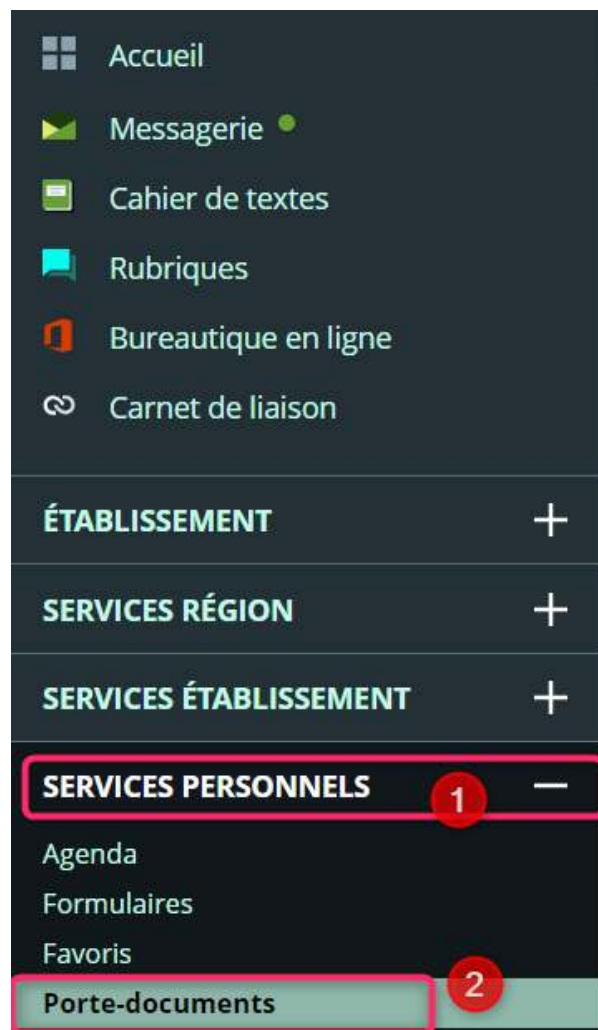 Accueil
Messagerie
Cahier de textes
Rubriques
Bureautique en ligne
Carnet de liaison
ÉTABLISSEMENT
SERVICES RÉGION
SERVICES ÉTABLISSEMENT
SERVICES PERSONNELS 1
Agenda
Formulaires
Favoris
Porte-documents 2